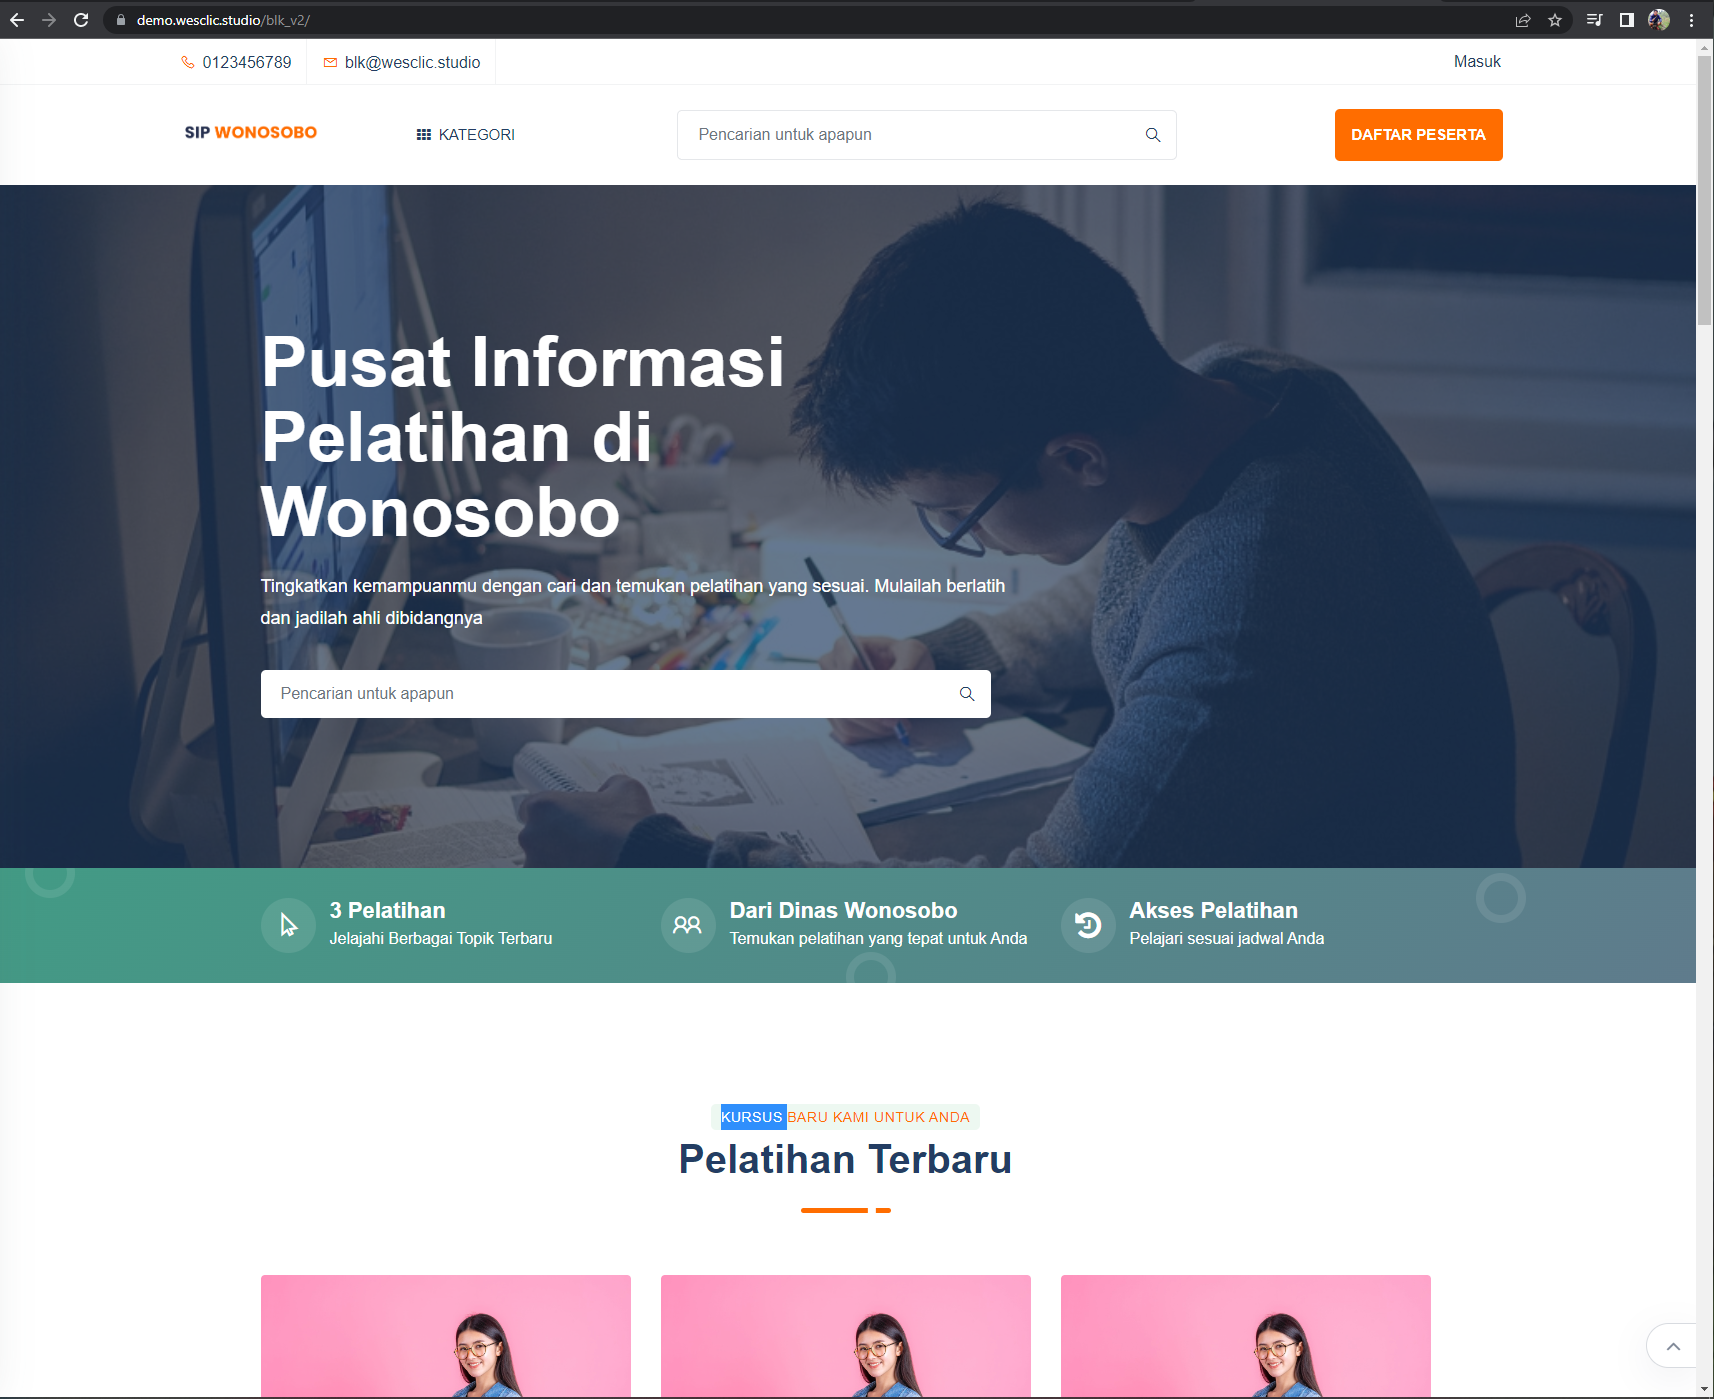 demo.wesclic.studio/blk_v2/
0123456789
blk@wesclic.studio
Masuk
SIP WONOSOBO
KATEGORI
Pencarian untuk apapun
DAFTAR PESERTA
Pusat Informasi
Pelatihan di
Wonosobo
Tingkatkan kemampuanmu dengan cari dan temukan pelatihan yang sesuai. Mulailah berlatih
dan jadilah ahli dibidangnya
Pencarian untuk apapun
3 Pelatihan
Jelajahi Berbagai Topik Terbaru
Dari Dinas Wonosobo
Temukan pelatihan yang tepat untuk Anda
Akses Pelatihan
Pelajari sesuai jadwal Anda
KURSUS BARU KAMI UNTUK ANDA
Pelatihan Terbaru